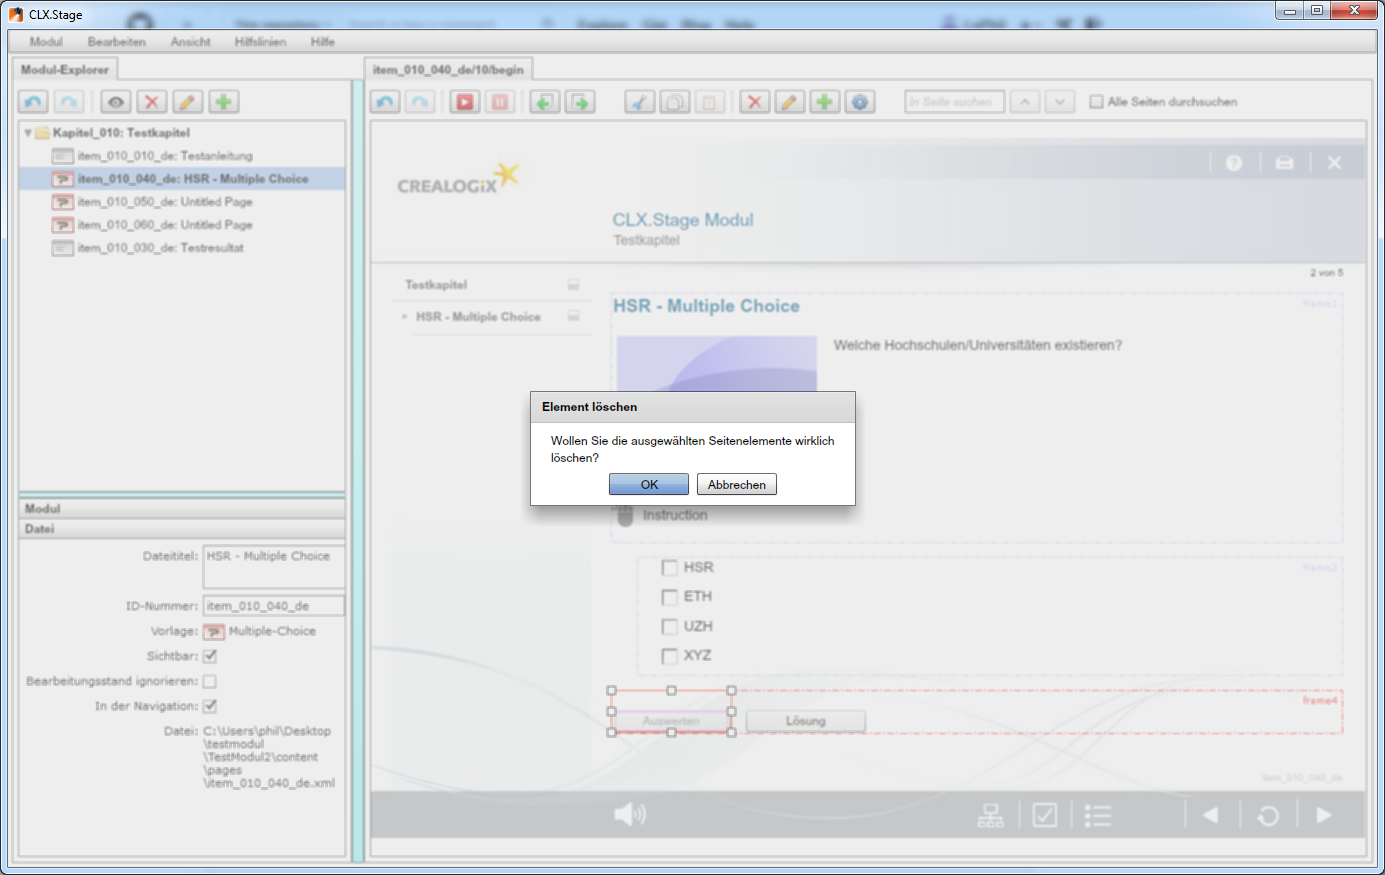 CLX.Stage
Modul Bearbeiten Ansicht Hilfslinien Hilfe
Modul-Explorer
item_010_040_de/10/begin
In Seite suchen
Alle Seiten durchsuchen
Kapitel_010: Testkapitel
item_010_010_de: Testanleitung
item_010_040_de: HSR - Multiple Choice
item_010_050_de: Untitled Page
item_010_060_de: Untitled Page
item_010_030_de: Testresultat
Modul
Datei
Dateititel: HSR - Multiple Choice
ID-Nummer: item_010_040_de
Vorlage: Multiple-Choice
Sichtbar:
Bearbeitungsstand ignorieren:
In der Navigation:
Datei: C:\Users\phil\Desktop
\testmodul
\TestModul2\content
\pages
\item_010_040_de.xml
CREALOGIX
CLX.Stage Modul
Testkapitel
2 von 5
Testkapitel
HSR - Multiple Choice
HSR - Multiple Choice
frame1
Welche Hochschulen/Universitäten existieren?
Element löschen
Wollen Sie die ausgewählten Seitenelemente wirklich
löschen?
OK Abbrechen
Instruction
frame2
HSR
ETH
UZH
XYZ
frame4
Auswerten Lösung
item_010_040_de